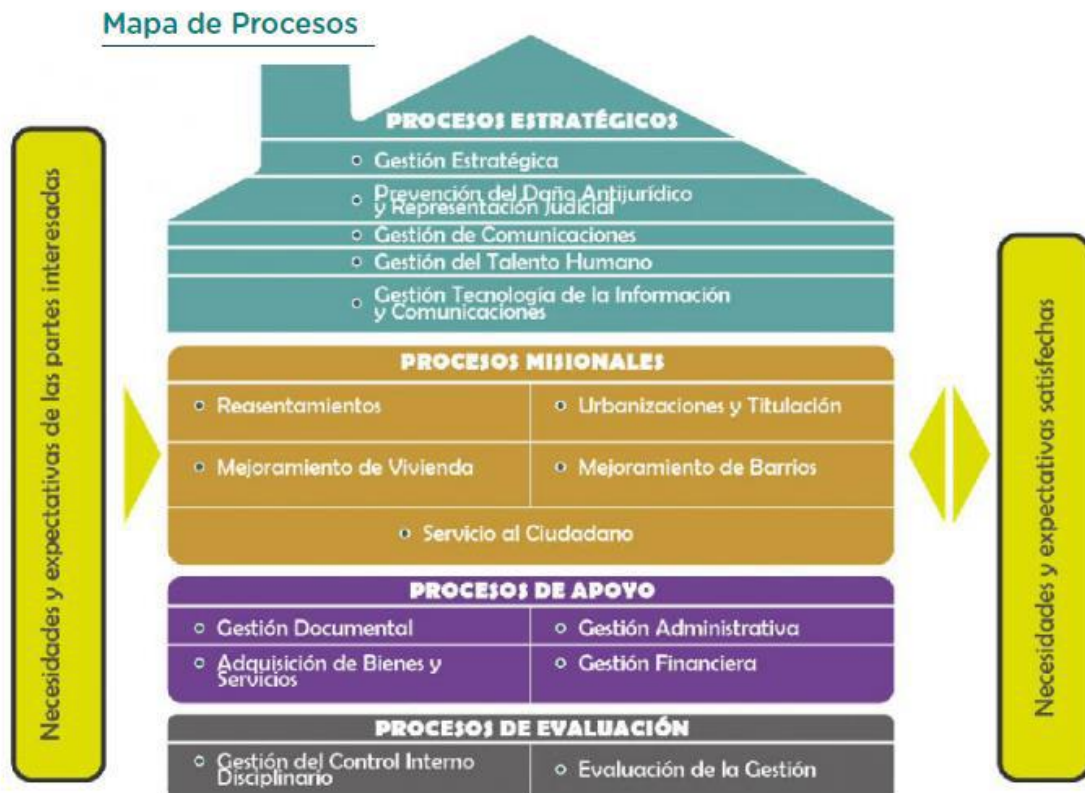 Mapa de Procesos
Necesidades y expectativas de las partes interesadas
PROCESOS ESTRATÉGICOS
Gestión Estratégica
Prevención del Daño Antijurídico
y Representación Judicial
Gestión de Comunicaciones
Gestión del Talento Humano
Gestión Tecnología de la Información
y Comunicaciones
PROCESOS MISIONALES
Reasentamientos
Urbanizaciones y Titulación
Mejoramiento de Vivienda
Mejoramiento de Barrios
Servicio al Ciudadano
PROCESOS DE APOYO
Gestión Documental
Gestión Administrativa
Adquisición de Bienes y
Servicios
Gestión Financiera
PROCESOS DE EVALUACIÓN
Gestión del Control Interno
Disciplinario
Evaluación de la Gestión
Necesidades y expectativas satisfechas